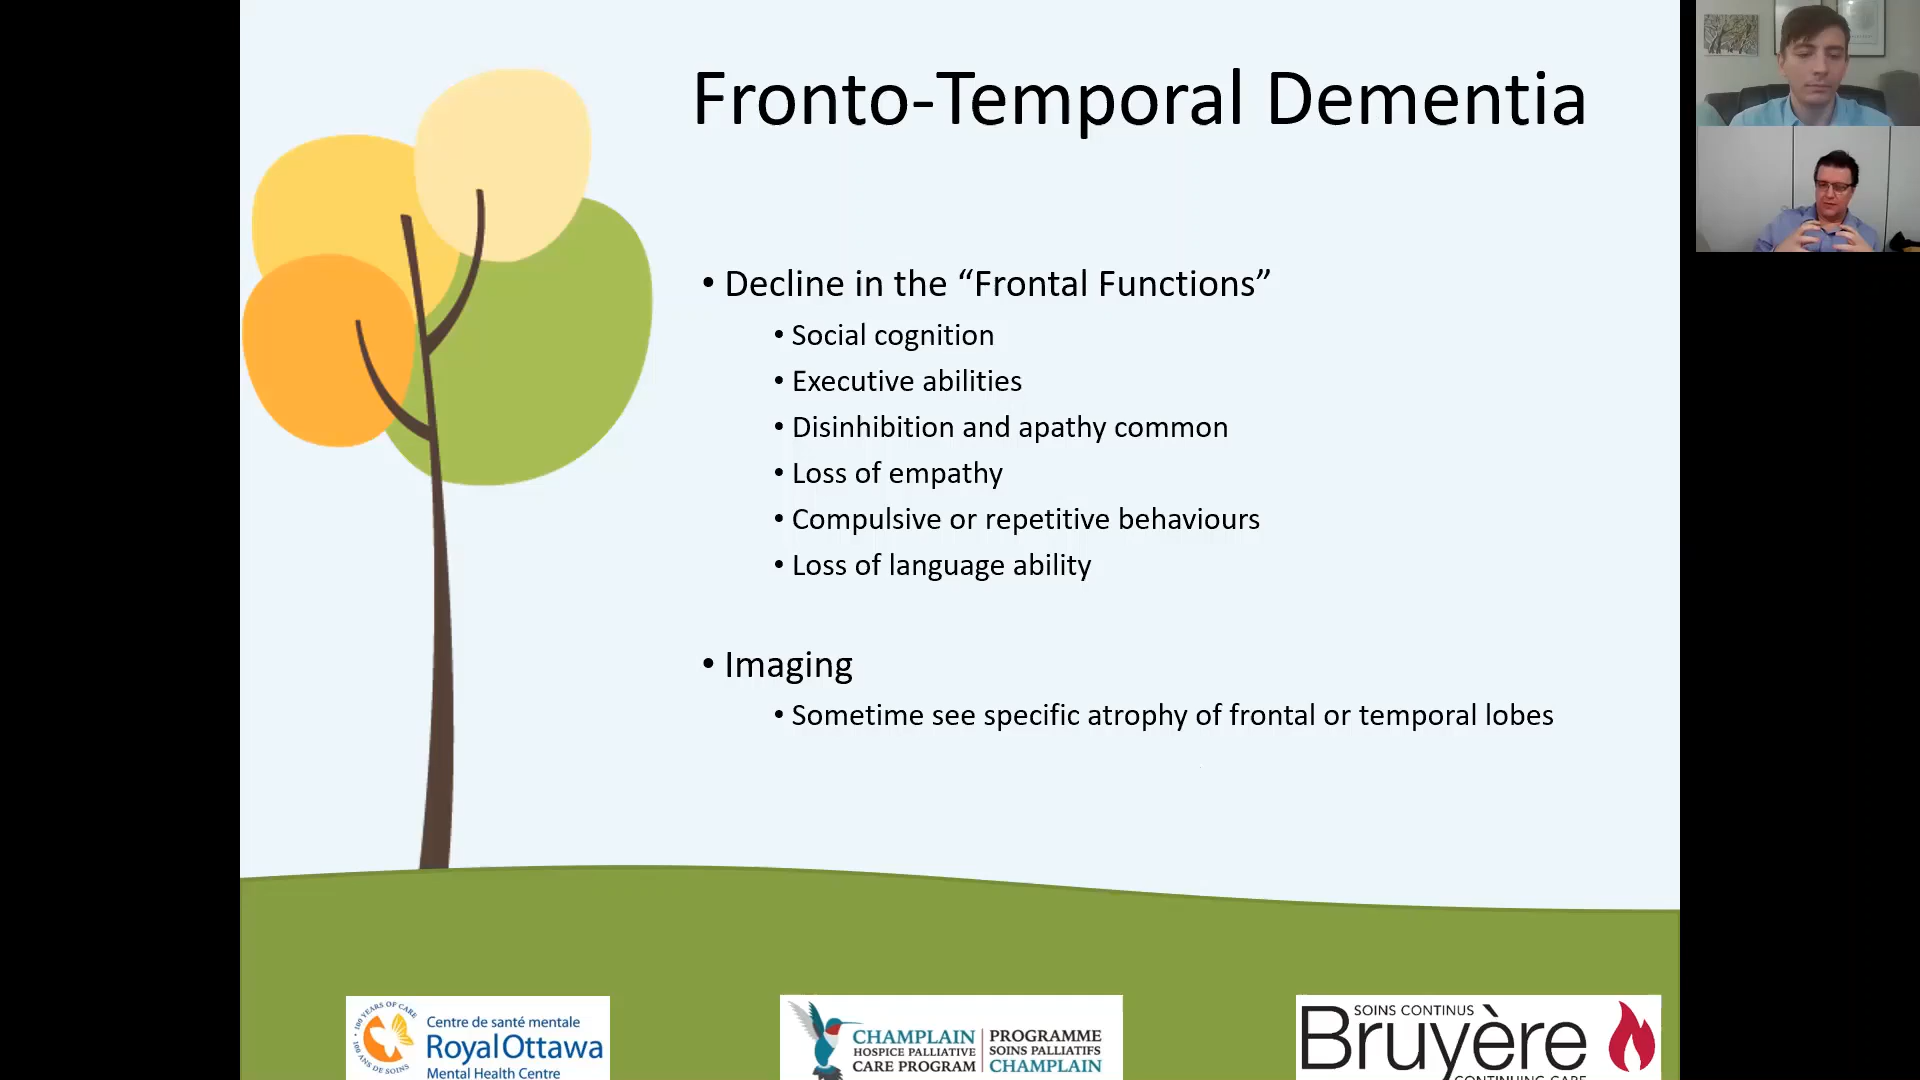 Fronto-Temporal Dementia
• Decline in the “Frontal Functions”
• Social cognition
• Executive abilities
• Disinhibition and apathy common
• Loss of empathy
• Compulsive or repetitive behaviours
• Loss of language ability
• Imaging
• Sometime see specific atrophy of frontal or temporal lobes
• 100 YEARS OF CARE •
100 ANS DE SOINS
Centre de santé mentale
RoyalOttawa
Mental Health Centre
CHAMPLAIN
HOSPICE PALLIATIVE
CARE PROGRAM
PROGRAMME
SOINS PALLIATIFS
CHAMPLAIN
SOINS CONTINUS
Bruyère
CONTINUING CARE